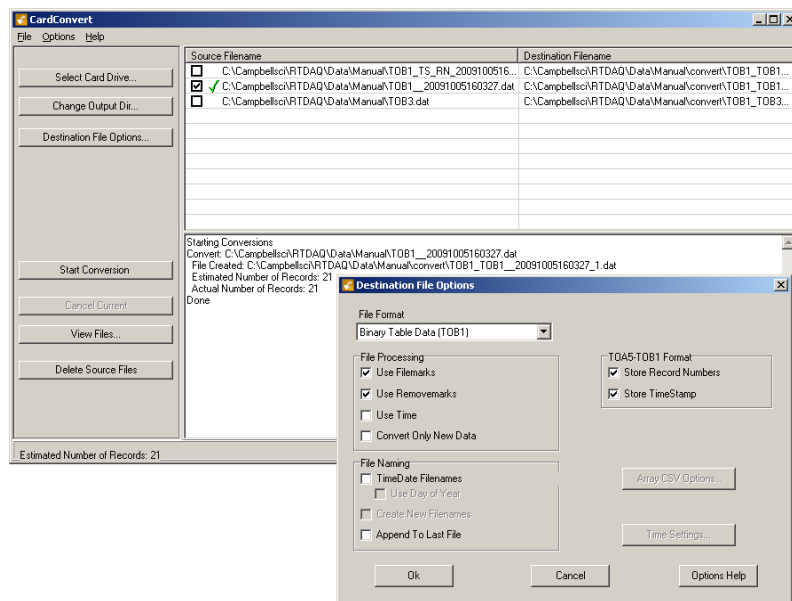 CardConvert
File Options Help
Select Card Drive...
Change Output Dir...
Destination File Options...
Start Conversion
Cancel Current
View Files...
Delete Source Files
Source Filename Destination Filename
C:\Campbellsci\RTDAQ\Data\Manual\TOB1_TS_RN_2009100516... C:\Campbellsci\RTDAQ\Data\Manual\convert\TOB1_TOB1...
C:\Campbellsci\RTDAQ\Data\Manual\TOB1__20091005160327.dat C:\Campbellsci\RTDAQ\Data\Manual\convert\TOB1_TOB1...
C:\Campbellsci\RTDAQ\Data\Manual\TOB3.dat C:\Campbellsci\RTDAQ\Data\Manual\convert\TOB1_TOB3...
Starting Conversions
Convert: C:\Campbellsci\RTDAQ\Data\Manual\TOB1__20091005160327.dat
File Created: C:\Campbellsci\RTDAQ\Data\Manual\convert\TOB1_TOB1__20091005160327_1.dat
Estimated Number of Records: 21
Actual Number of Records: 21
Done
Estimated Number of Records: 21
Destination File Options
File Format
Binary Table Data (TOB1)
File Processing
Use Filemarks
Use Removemarks
Use Time
Convert Only New Data
TOA5-TOB1 Format
Store Record Numbers
Store TimeStamp
File Naming
TimeDate Filenames
Use Day of Year
Create New Filenames
Append To Last File
Array CSV Options...
Time Settings...
Ok Cancel Options Help